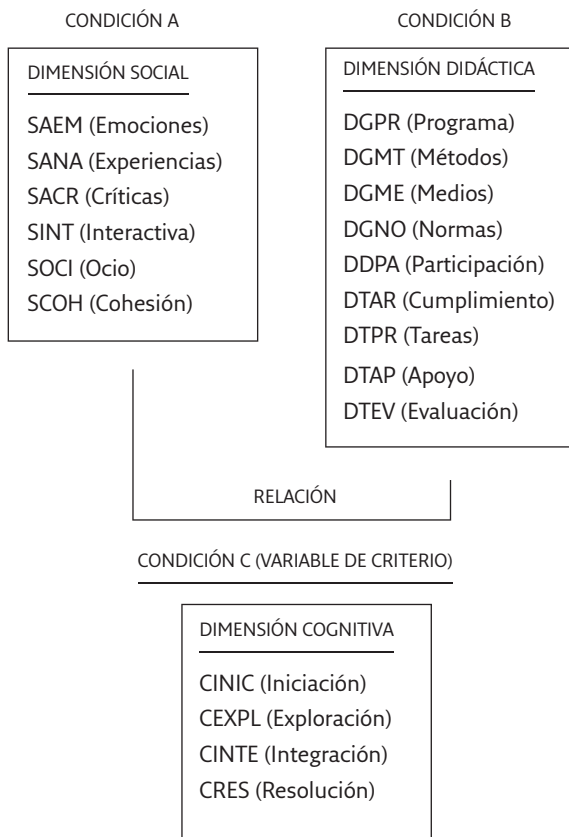 CONDICIÓN A
DIMENSIÓN SOCIAL
SAEM (Emociones)
SANA (Experiencias)
SACR (Críticas)
SINT (Interactiva)
SOCI (Ocio)
SCOH (Cohesión)
CONDICIÓN B
DIMENSIÓN DIDÁCTICA
DGPR (Programa)
DGMT (Métodos)
DGME (Medios)
DGNO (Normas)
DDPA (Participación)
DTAR (Cumplimiento)
DTPR (Tareas)
DTAP (Apoyo)
DTEV (Evaluación)
RELACIÓN
CONDICIÓN C (VARIABLE DE CRITERIO)
DIMENSIÓN COGNITIVA
CINIC (Iniciación)
CEXPL (Exploración)
CINTE (Integración)
CRES (Resolución)